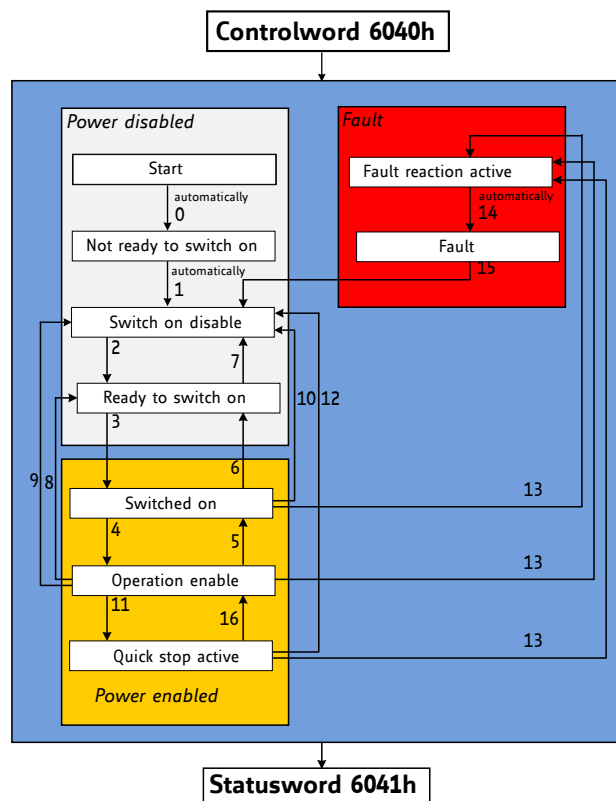 Controlword 6040h
Power disabled
Fault
Start
Fault reaction active
automatically
0
automatically
14
Not ready to switch on
Fault
automatically
1
15
Switch on disable
2
7
10
12
Ready to switch on
3
9
8
6
13
Switched on
4
5
13
Operation enable
11
16
13
Quick stop active
Power enabled
Statusword 6041h